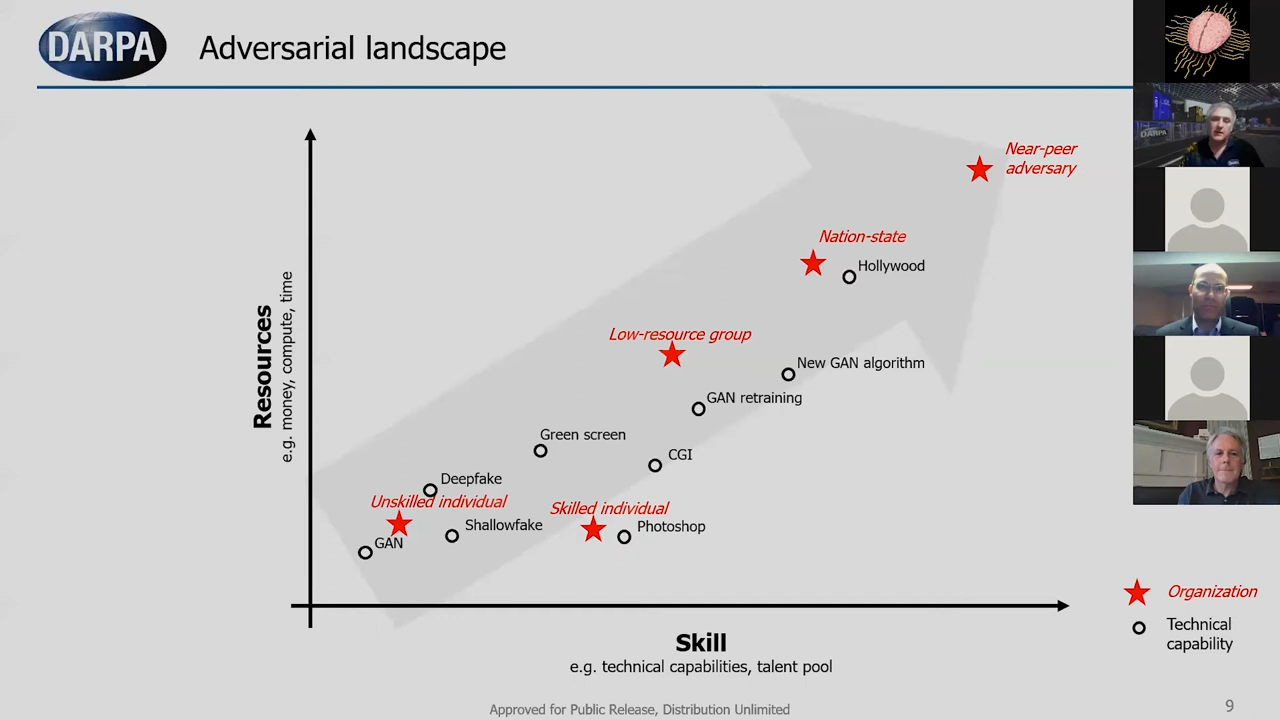 DARPA
Adversarial landscape
Near-peer
adversary
Nation-state
Hollywood
Low-resource group
New GAN algorithm
GAN retraining
Green screen
CGI
Deepfake
Unskilled individual
Skilled individual
Shallowfake
Photoshop
GAN
Resources
e.g. money, compute, time
Skill
e.g. technical capabilities, talent pool
Organization
Technical
capability
Approved for Public Release, Distribution Unlimited
9
DARPA